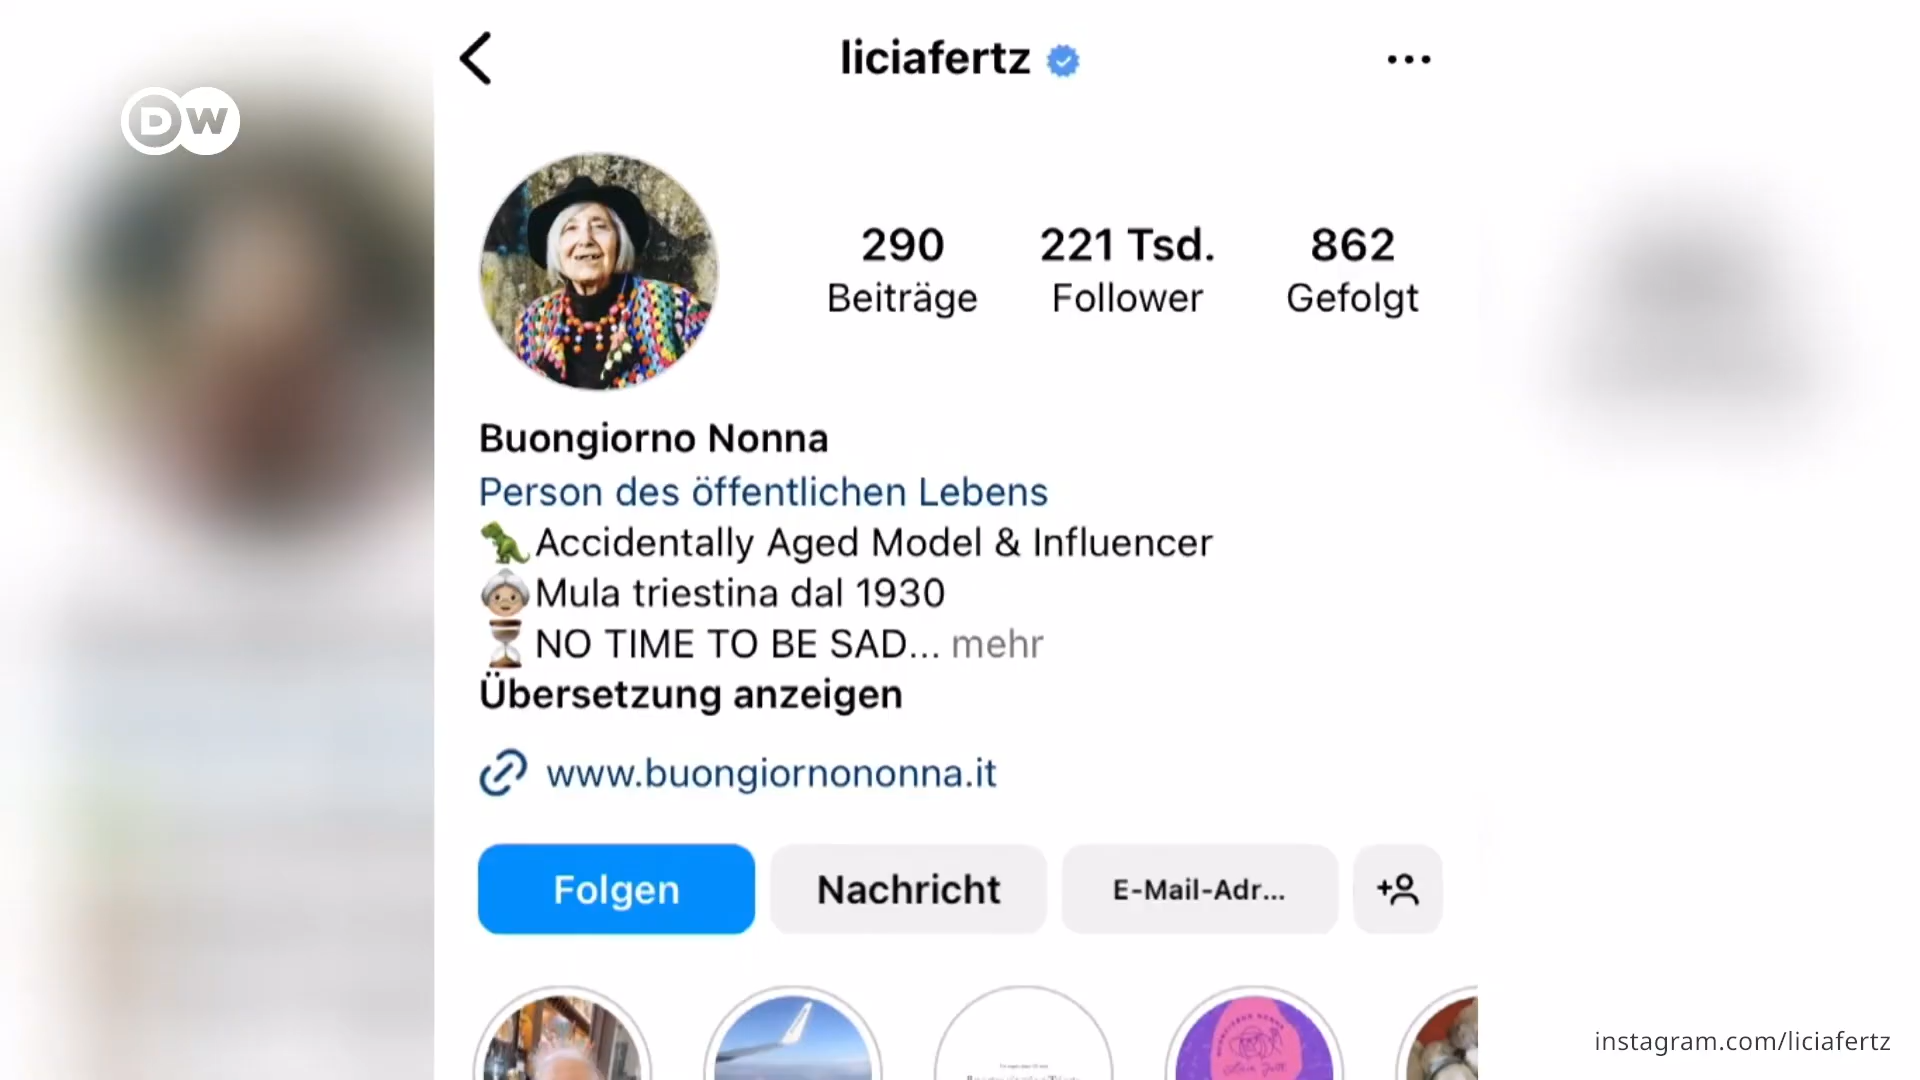 liciafertz
DW
290
221 Tsd.
862
Beiträge
Follower
Gefolgt
Buongiorno Nonna
Person des öffentlichen Lebens
🦖Accidentally Aged Model & Influencer
👵🏼Mula triestina dal 1930
⏳NO TIME TO BE SAD... mehr
Übersetzung anzeigen
www.buongiornononna.it
Folgen
Nachricht
E-Mail-Adr...
BUONGIORNO NONNA
instagram.com/liciafertz